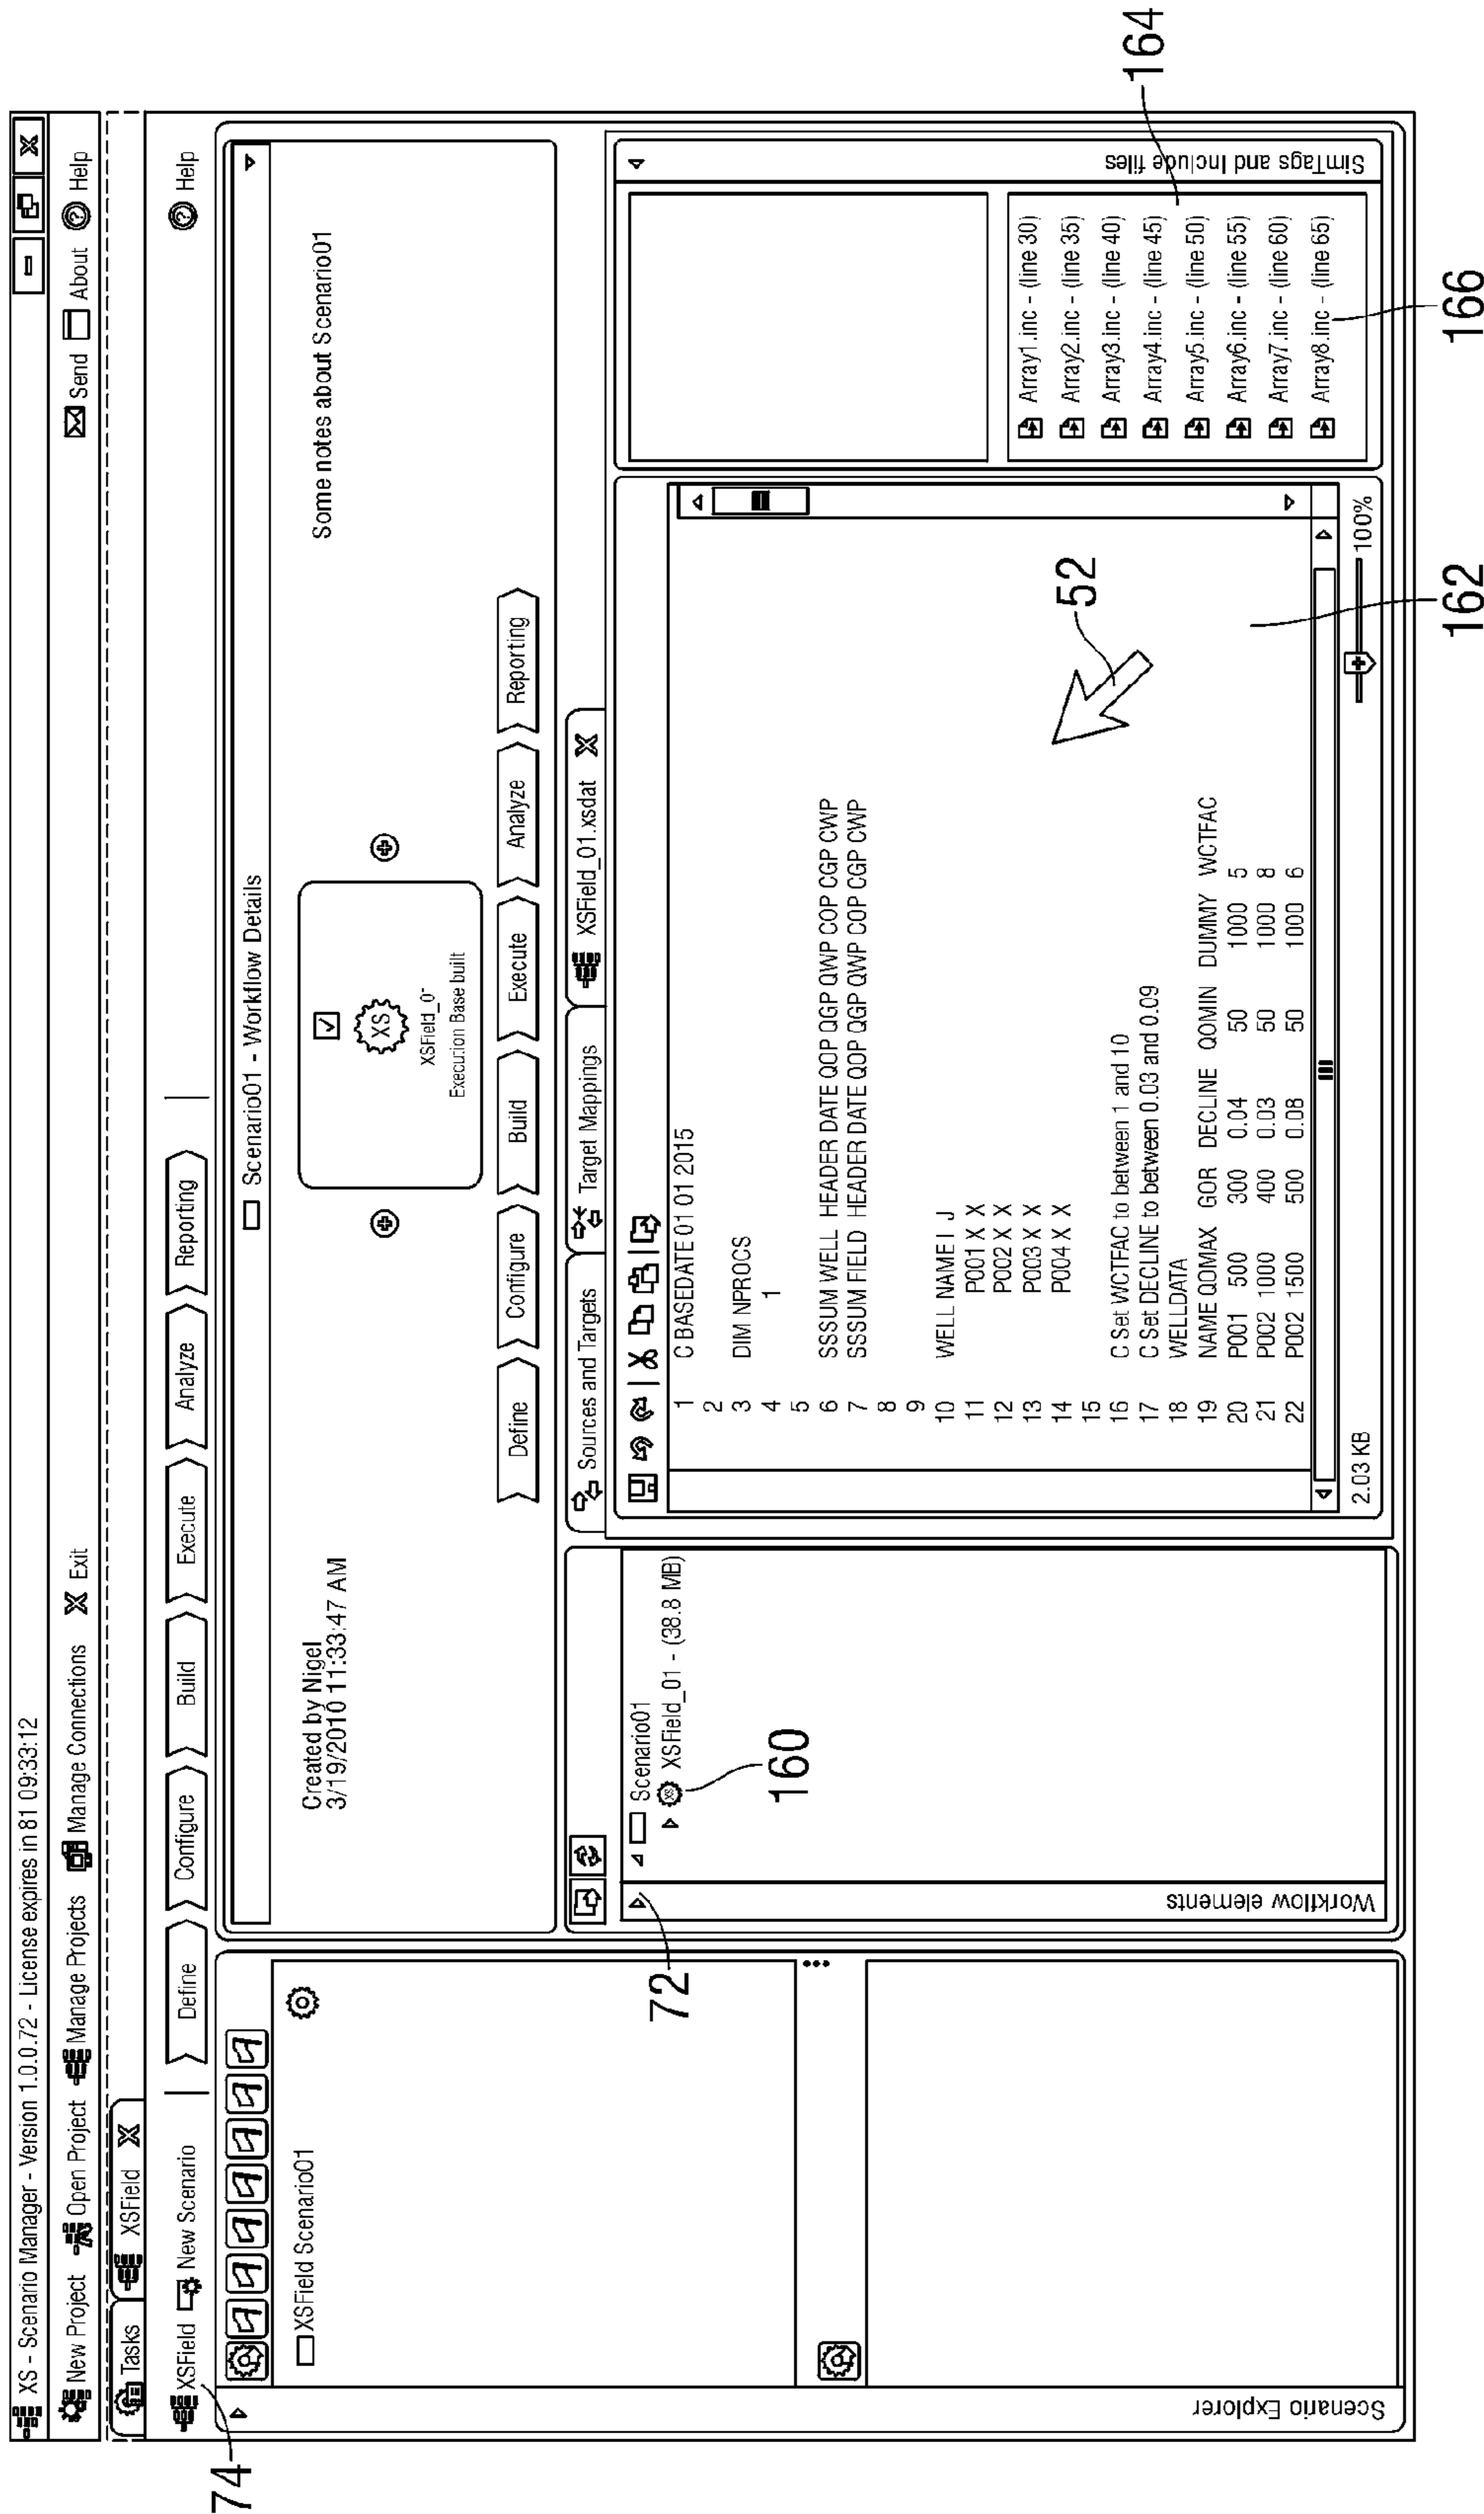 XS - Scenario Manager - Version 1.0.0.72 - License expires in 81 09:33:12
New Project Open Project Manage Projects Manage Connections X Exit Send About ? Help
Tasks XSField X
XSField New Scenario Define Configure Build Execute Analyze Reporting ? Help
74
Scenario Explorer
XSField Scenario01
Scenario01 - Workflow Details
Created by Nigel
3/19/2010 11:33:47 AM
XS
XSField_0
Execution Base built
Some notes about Scenario01
Define Configure Build Execute Analyze Reporting
72
Workflow elements
Scenario01
XS XSField_01 - (38.8 MB)
160
Sources and Targets Target Mappings XSField_01.xsdat X
1 C BASEDATE 01 01 2015
2
3 DIM NPROCS
4 1
5
6 SSSUM WELL HEADER DATE QOP QGP QWP COP CGP CWP
7 SSSUM FIELD HEADER DATE QOP QGP QWP COP CGP CWP
8
9
10 WELL NAME I J
11 P001 X X
12 P002 X X
13 P003 X X
14 P004 X X
15
16 C Set WCTFAC to between 1 and 10
17 C Set DECLINE to between 0.03 and 0.09
18 WELLDATA
19 NAME QOMAX GOR DECLINE QOMIN DUMMY WCTFAC
20 P001 500 300 0.04 50 1000 5
21 P002 1000 400 0.03 50 1000 8
22 P002 1500 500 0.08 50 1000 6
2.03 KB 100%
52
162
SimTags and Include files
Array1.inc - (line 30)
Array2.inc - (line 35)
Array3.inc - (line 40)
Array4.inc - (line 45)
Array5.inc - (line 50)
Array6.inc - (line 55)
Array7.inc - (line 60)
Array8.inc - (line 65)
164
166